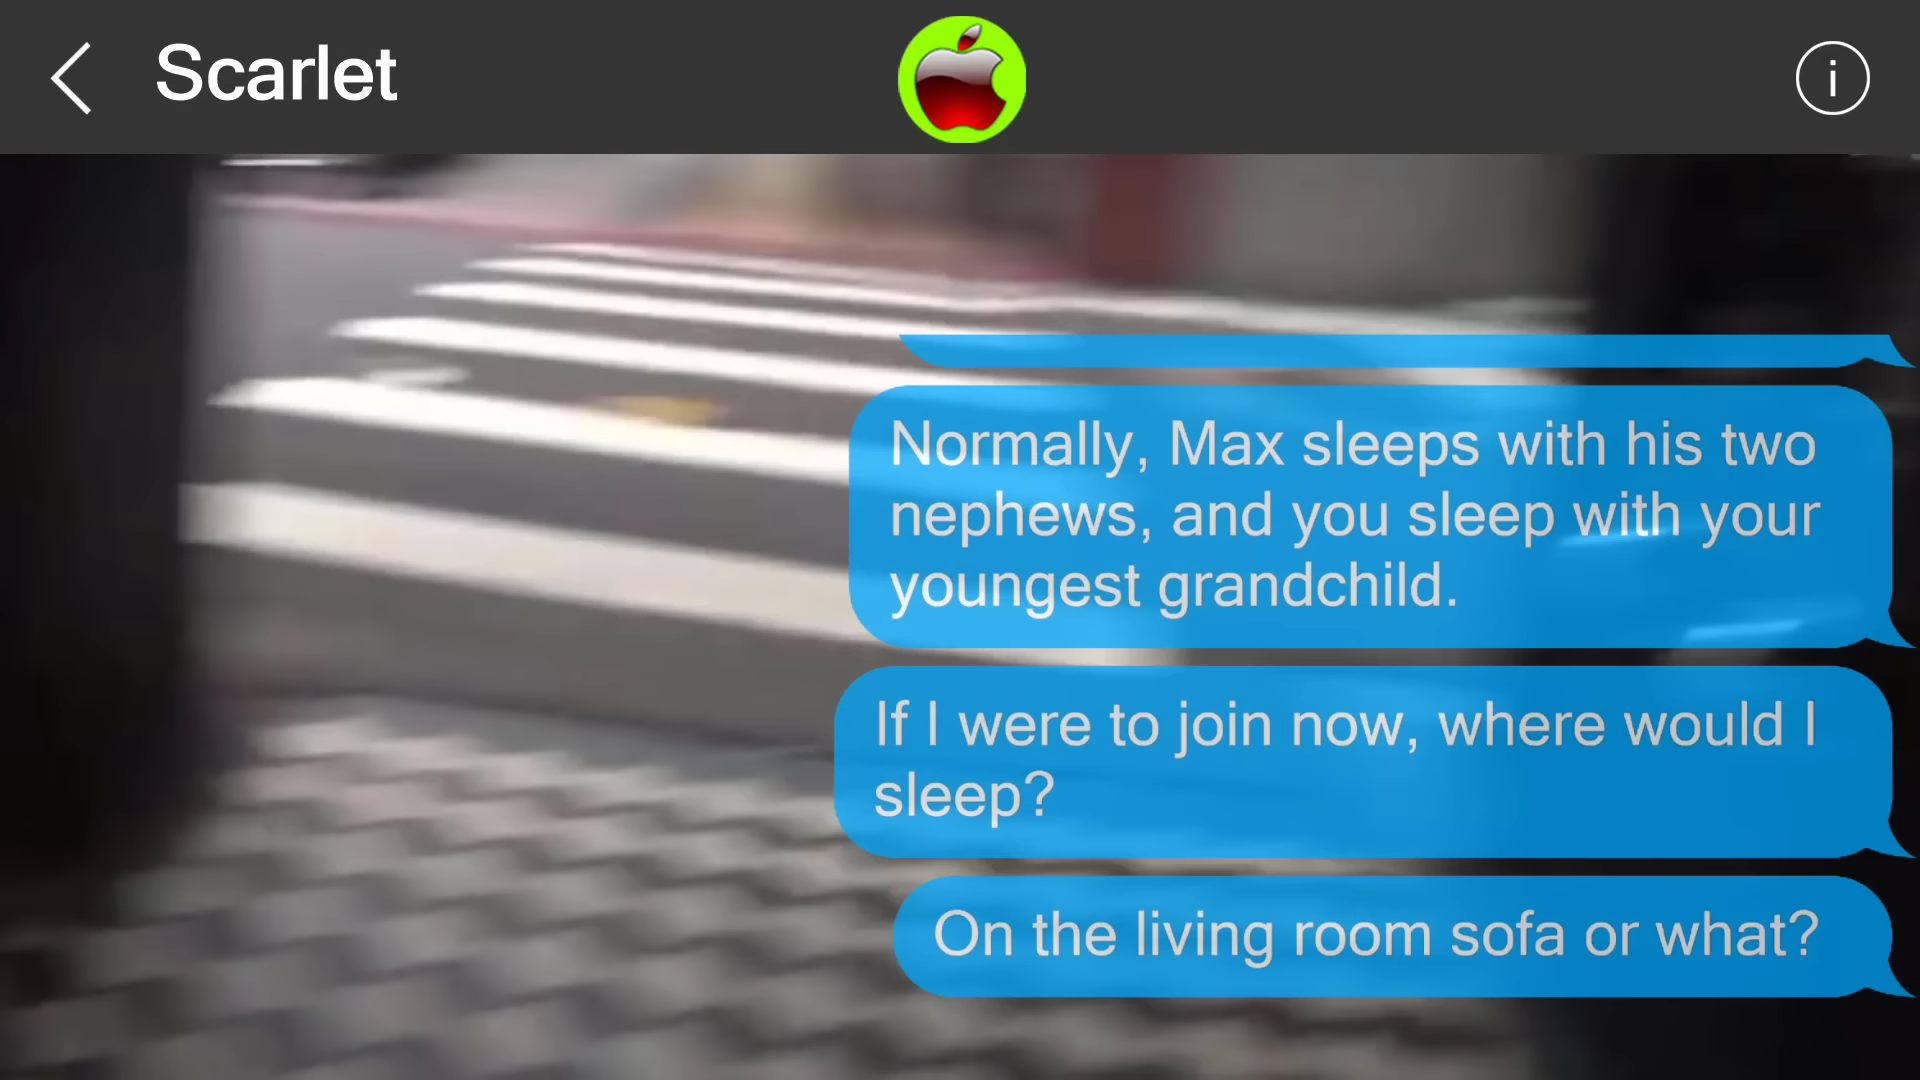 Scarlet
i
Normally, Max sleeps with his two
nephews, and you sleep with your
youngest grandchild.
If I were to join now, where would I
sleep?
On the living room sofa or what?